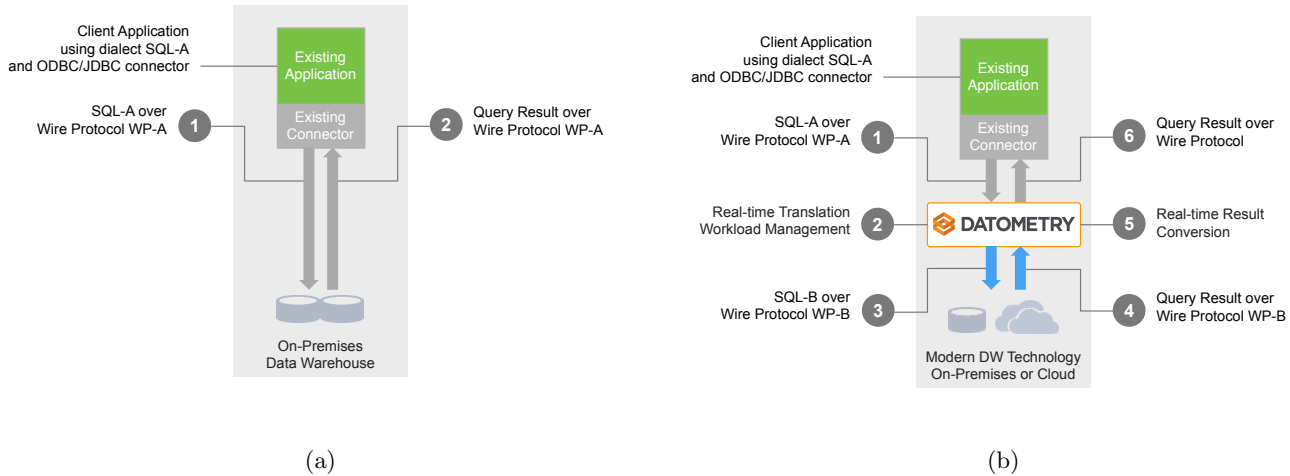 Client Application
using dialect SQL-A
and ODBC/JDBC connector
Existing
Application
SQL-A over
Wire Protocol WP-A
1
Existing
Connector
2
Query Result over
Wire Protocol WP-A
On-Premises
Data Warehouse
(a)
Client Application
using dialect SQL-A
and ODBC/JDBC connector
Existing
Application
SQL-A over
Wire Protocol WP-A
1
Existing
Connector
6
Query Result over
Wire Protocol
Real-time Translation
Workload Management
2
DATOMETRY
5
Real-time Result
Conversion
SQL-B over
Wire Protocol WP-B
3
4
Query Result over
Wire Protocol WP-B
Modern DW Technology
On-Premises or Cloud
(b)